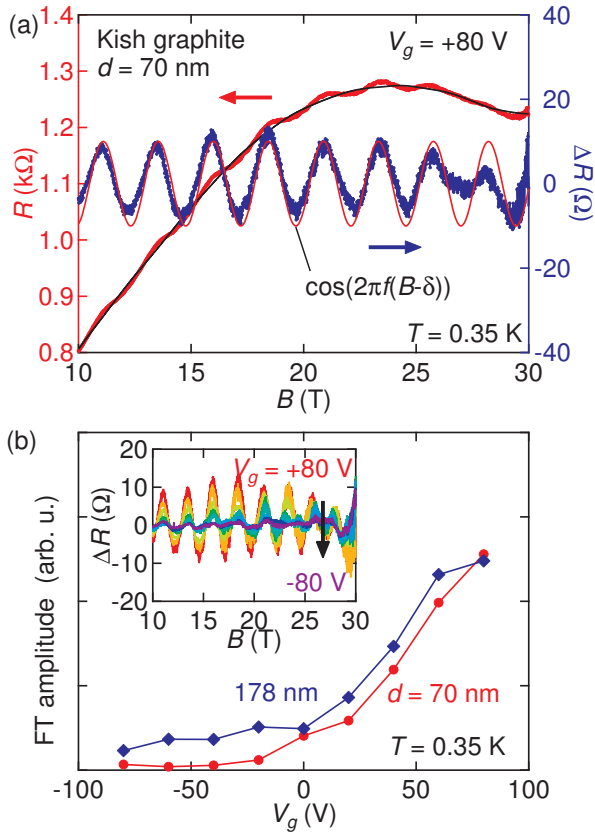 (a)
Kish graphite
d = 70 nm
V_g = +80 V
R (kΩ)
1.4
1.3
1.2
1.1
1.0
0.9
0.8
40
20
0
-20
-40
ΔR (Ω)
cos(2πf(B-δ))
T = 0.35 K
10
15
20
25
30
B (T)
(b)
FT amplitude (arb. u.)
ΔR (Ω)
20
10
0
-10
-20
V_g = +80 V
-80 V
10
15
20
25
30
B (T)
178 nm
d = 70 nm
T = 0.35 K
-100
-50
0
50
100
V_g (V)